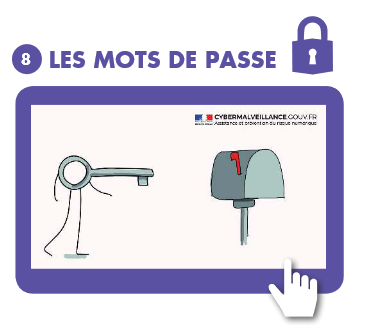 8 LES MOTS DE PASSE
CYBERMALVEILLANCE.GOUV.FR
Assistance et prévention du risque numérique